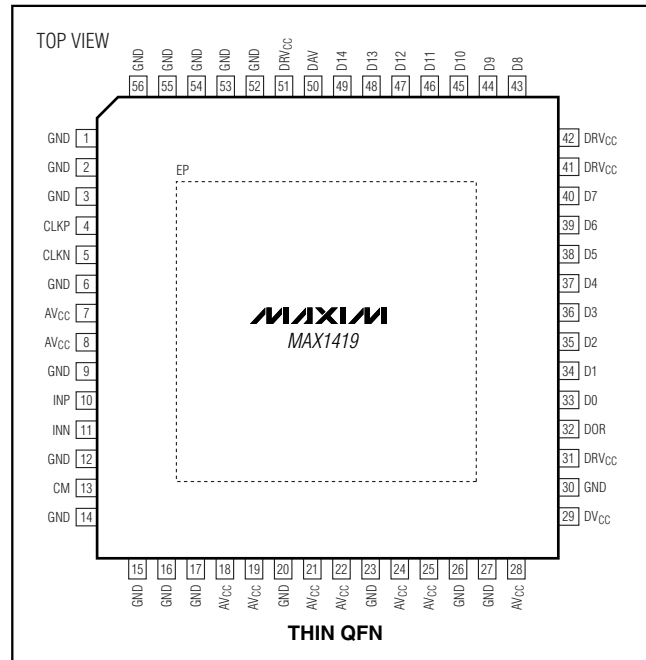 TOP VIEW
GND GND GND GND GND DRVCC DAV D14 D13 D12 D11 D10 D9 D8
56 55 54 53 52 51 50 49 48 47 46 45 44 43
GND 1
GND 2
GND 3
CLKP 4
CLKN 5
GND 6
AVCC 7
AVCC 8
GND 9
INP 10
INN 11
GND 12
CM 13
GND 14
EP
MAXIM
MAX1419
42 DRVCC
41 DRVCC
40 D7
39 D6
38 D5
37 D4
36 D3
35 D2
34 D1
33 D0
32 DOR
31 DRVCC
30 GND
29 DVCC
15 16 17 18 19 20 21 22 23 24 25 26 27 28
GND GND GND AVCC AVCC GND AVCC AVCC GND AVCC AVCC GND GND AVCC
THIN QFN